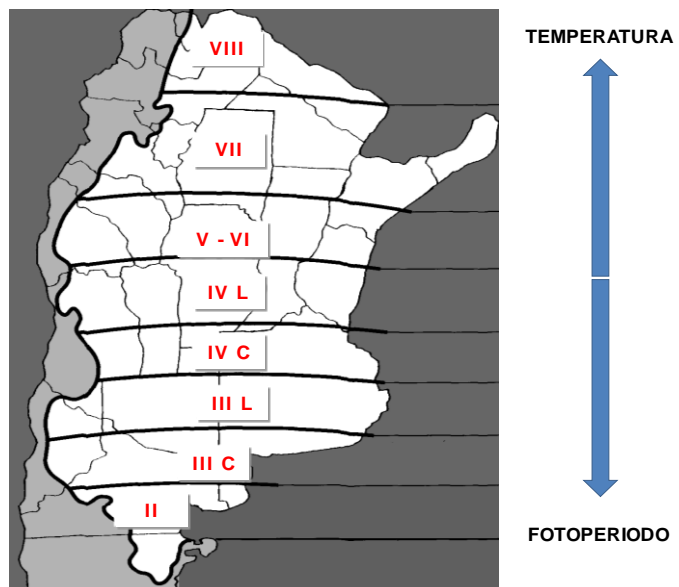 TEMPERATURA
VIII
VII
V - VI
IV L
IV C
III L
III C
II
FOTOPERIODO